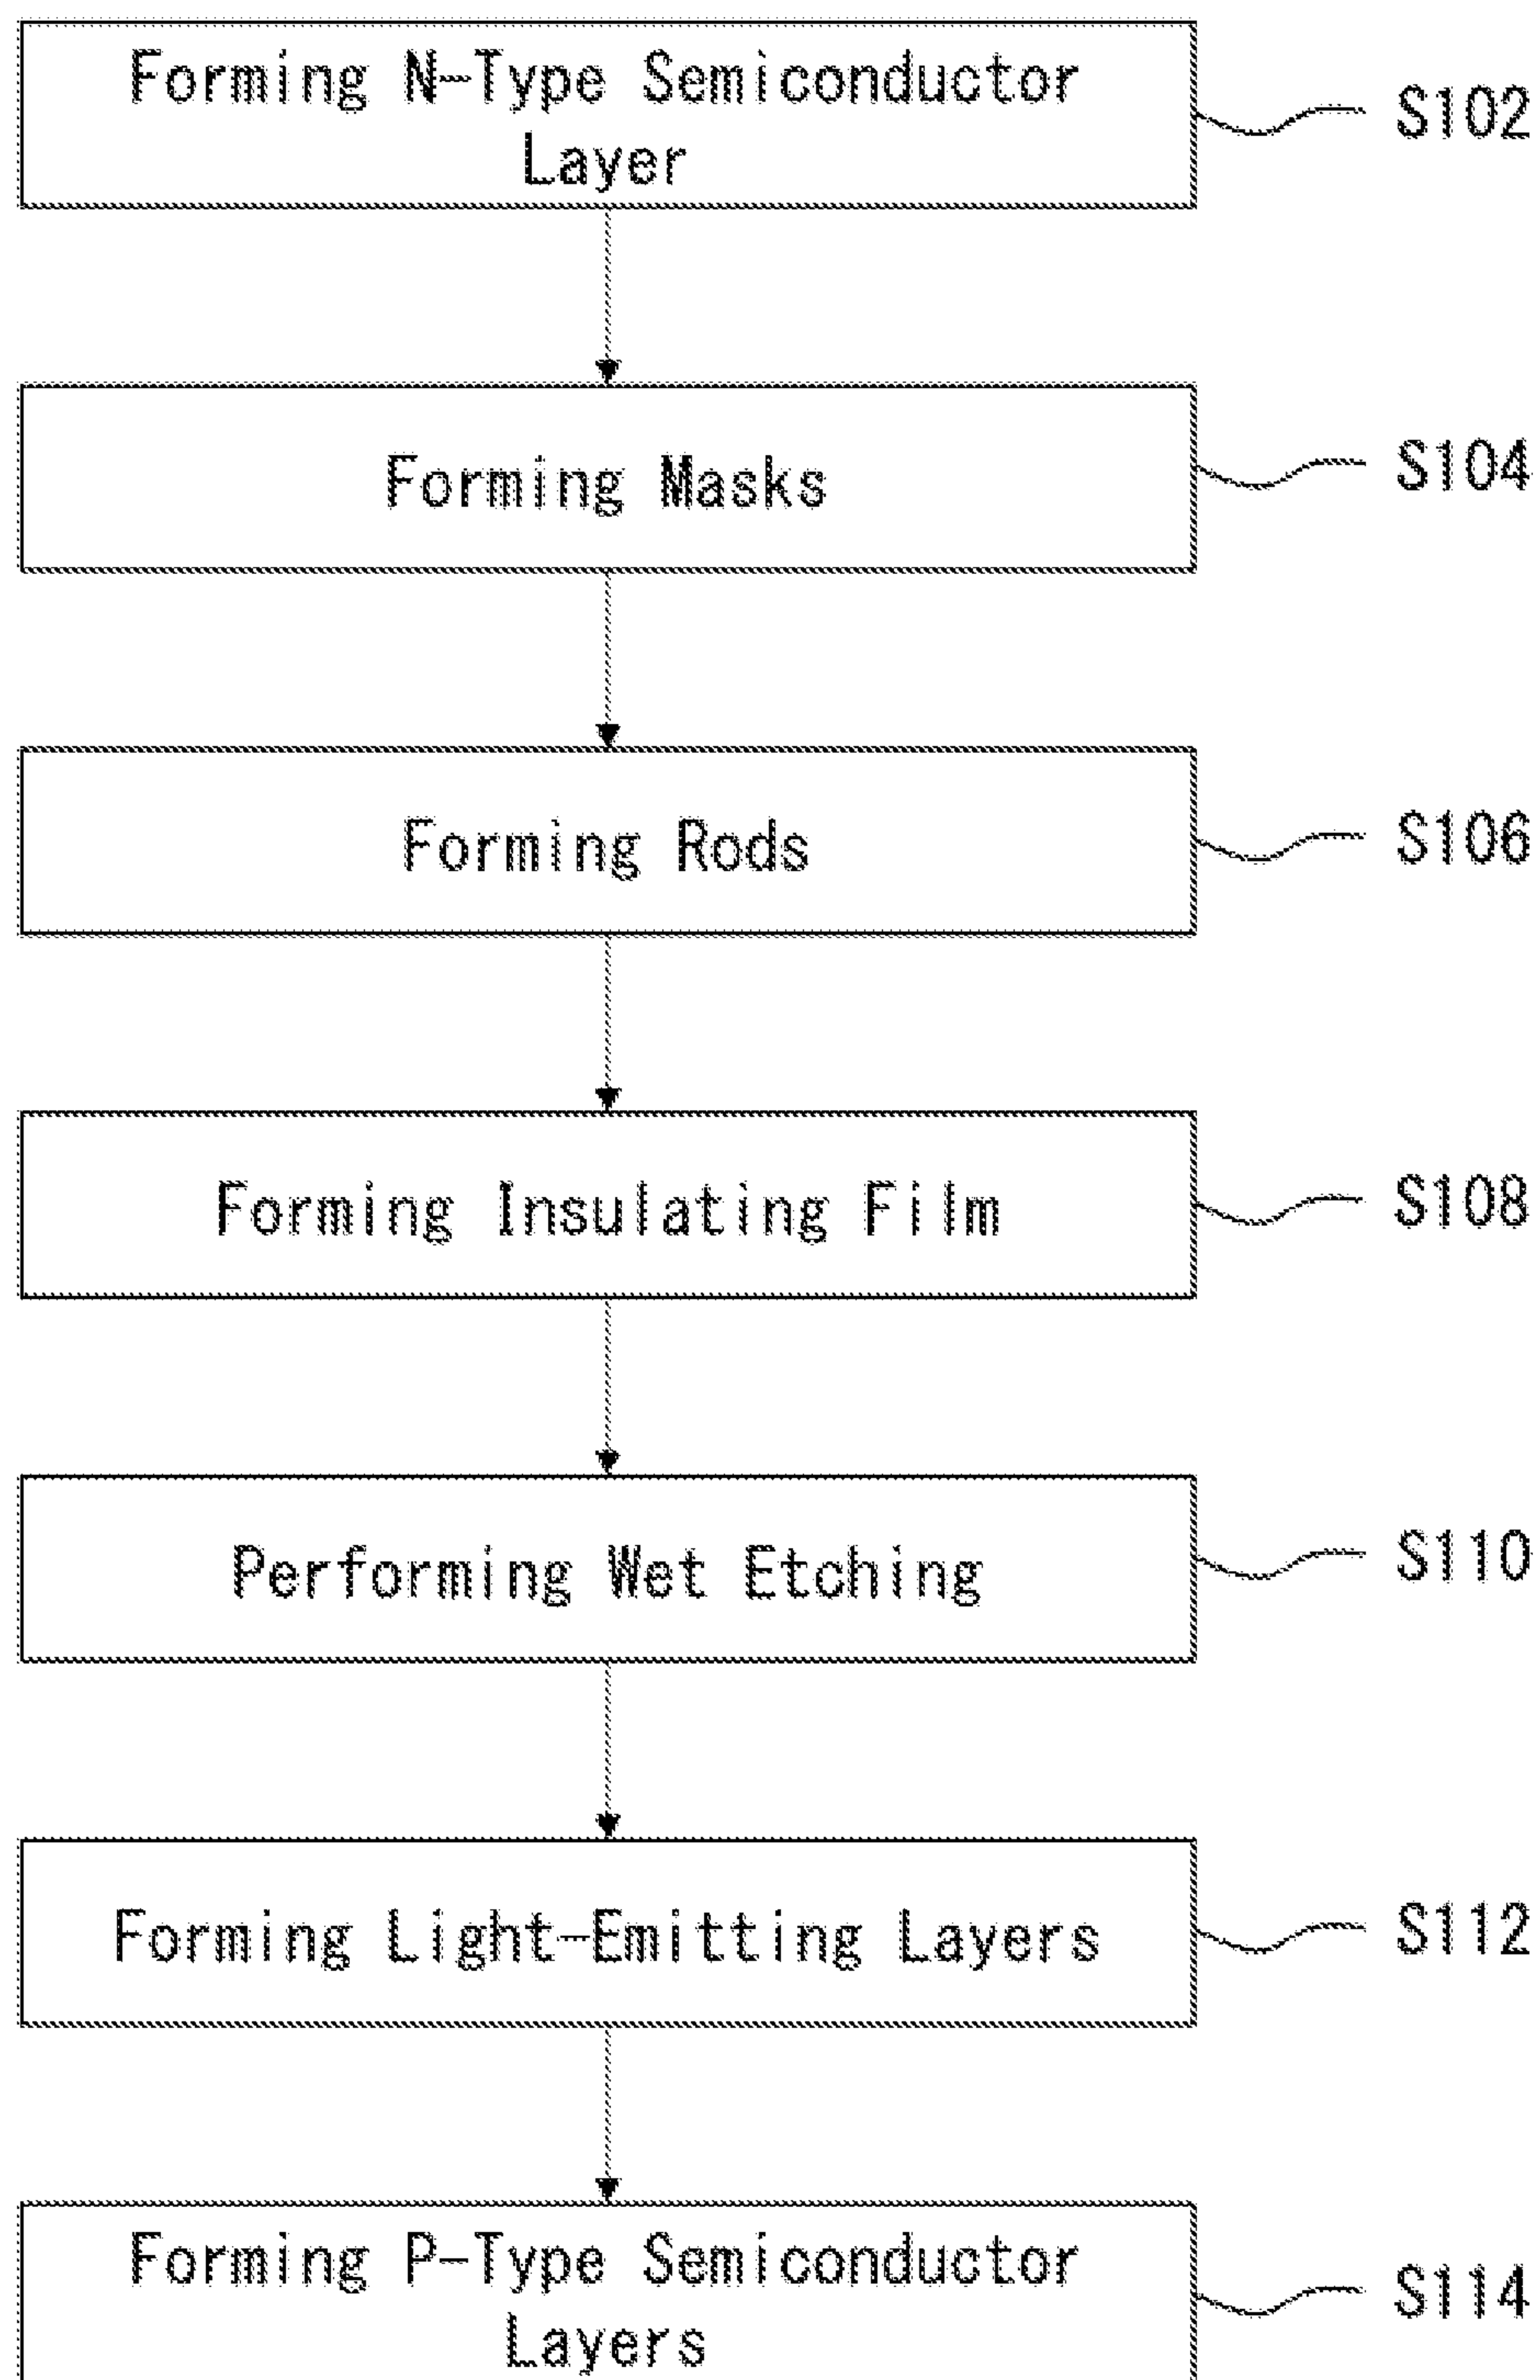 Forming N-Type Semiconductor
Layer
S102
Forming Masks
S104
Forming Rods
S106
Forming Insulating Film
S108
Performing Wet Etching
S110
Forming Light-Emitting Layers
S112
Forming P-Type Semiconductor
Layers
S114